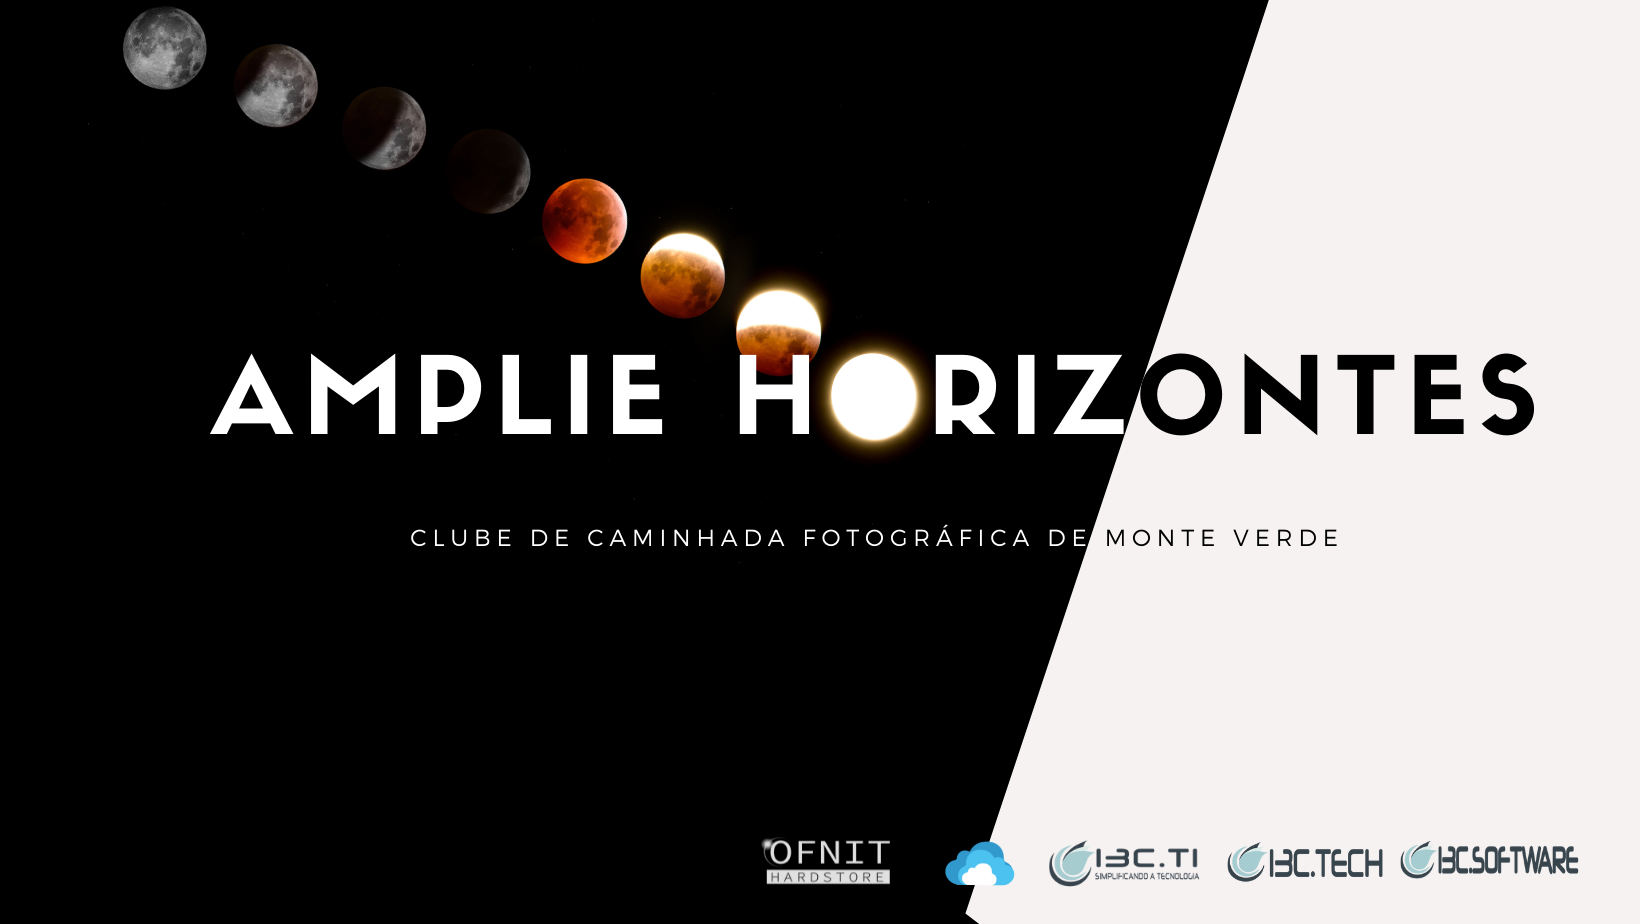 AMPLIE HORIZONTES
CLUBE DE CAMINHADA FOTOGRÁFICA DE MONTE VERDE
OFNIT
HARDSTORE
I3C.TI
SIMPLIFICANDO A TECNOLOGIA
I3C.TECH
I3C.SOFTWARE